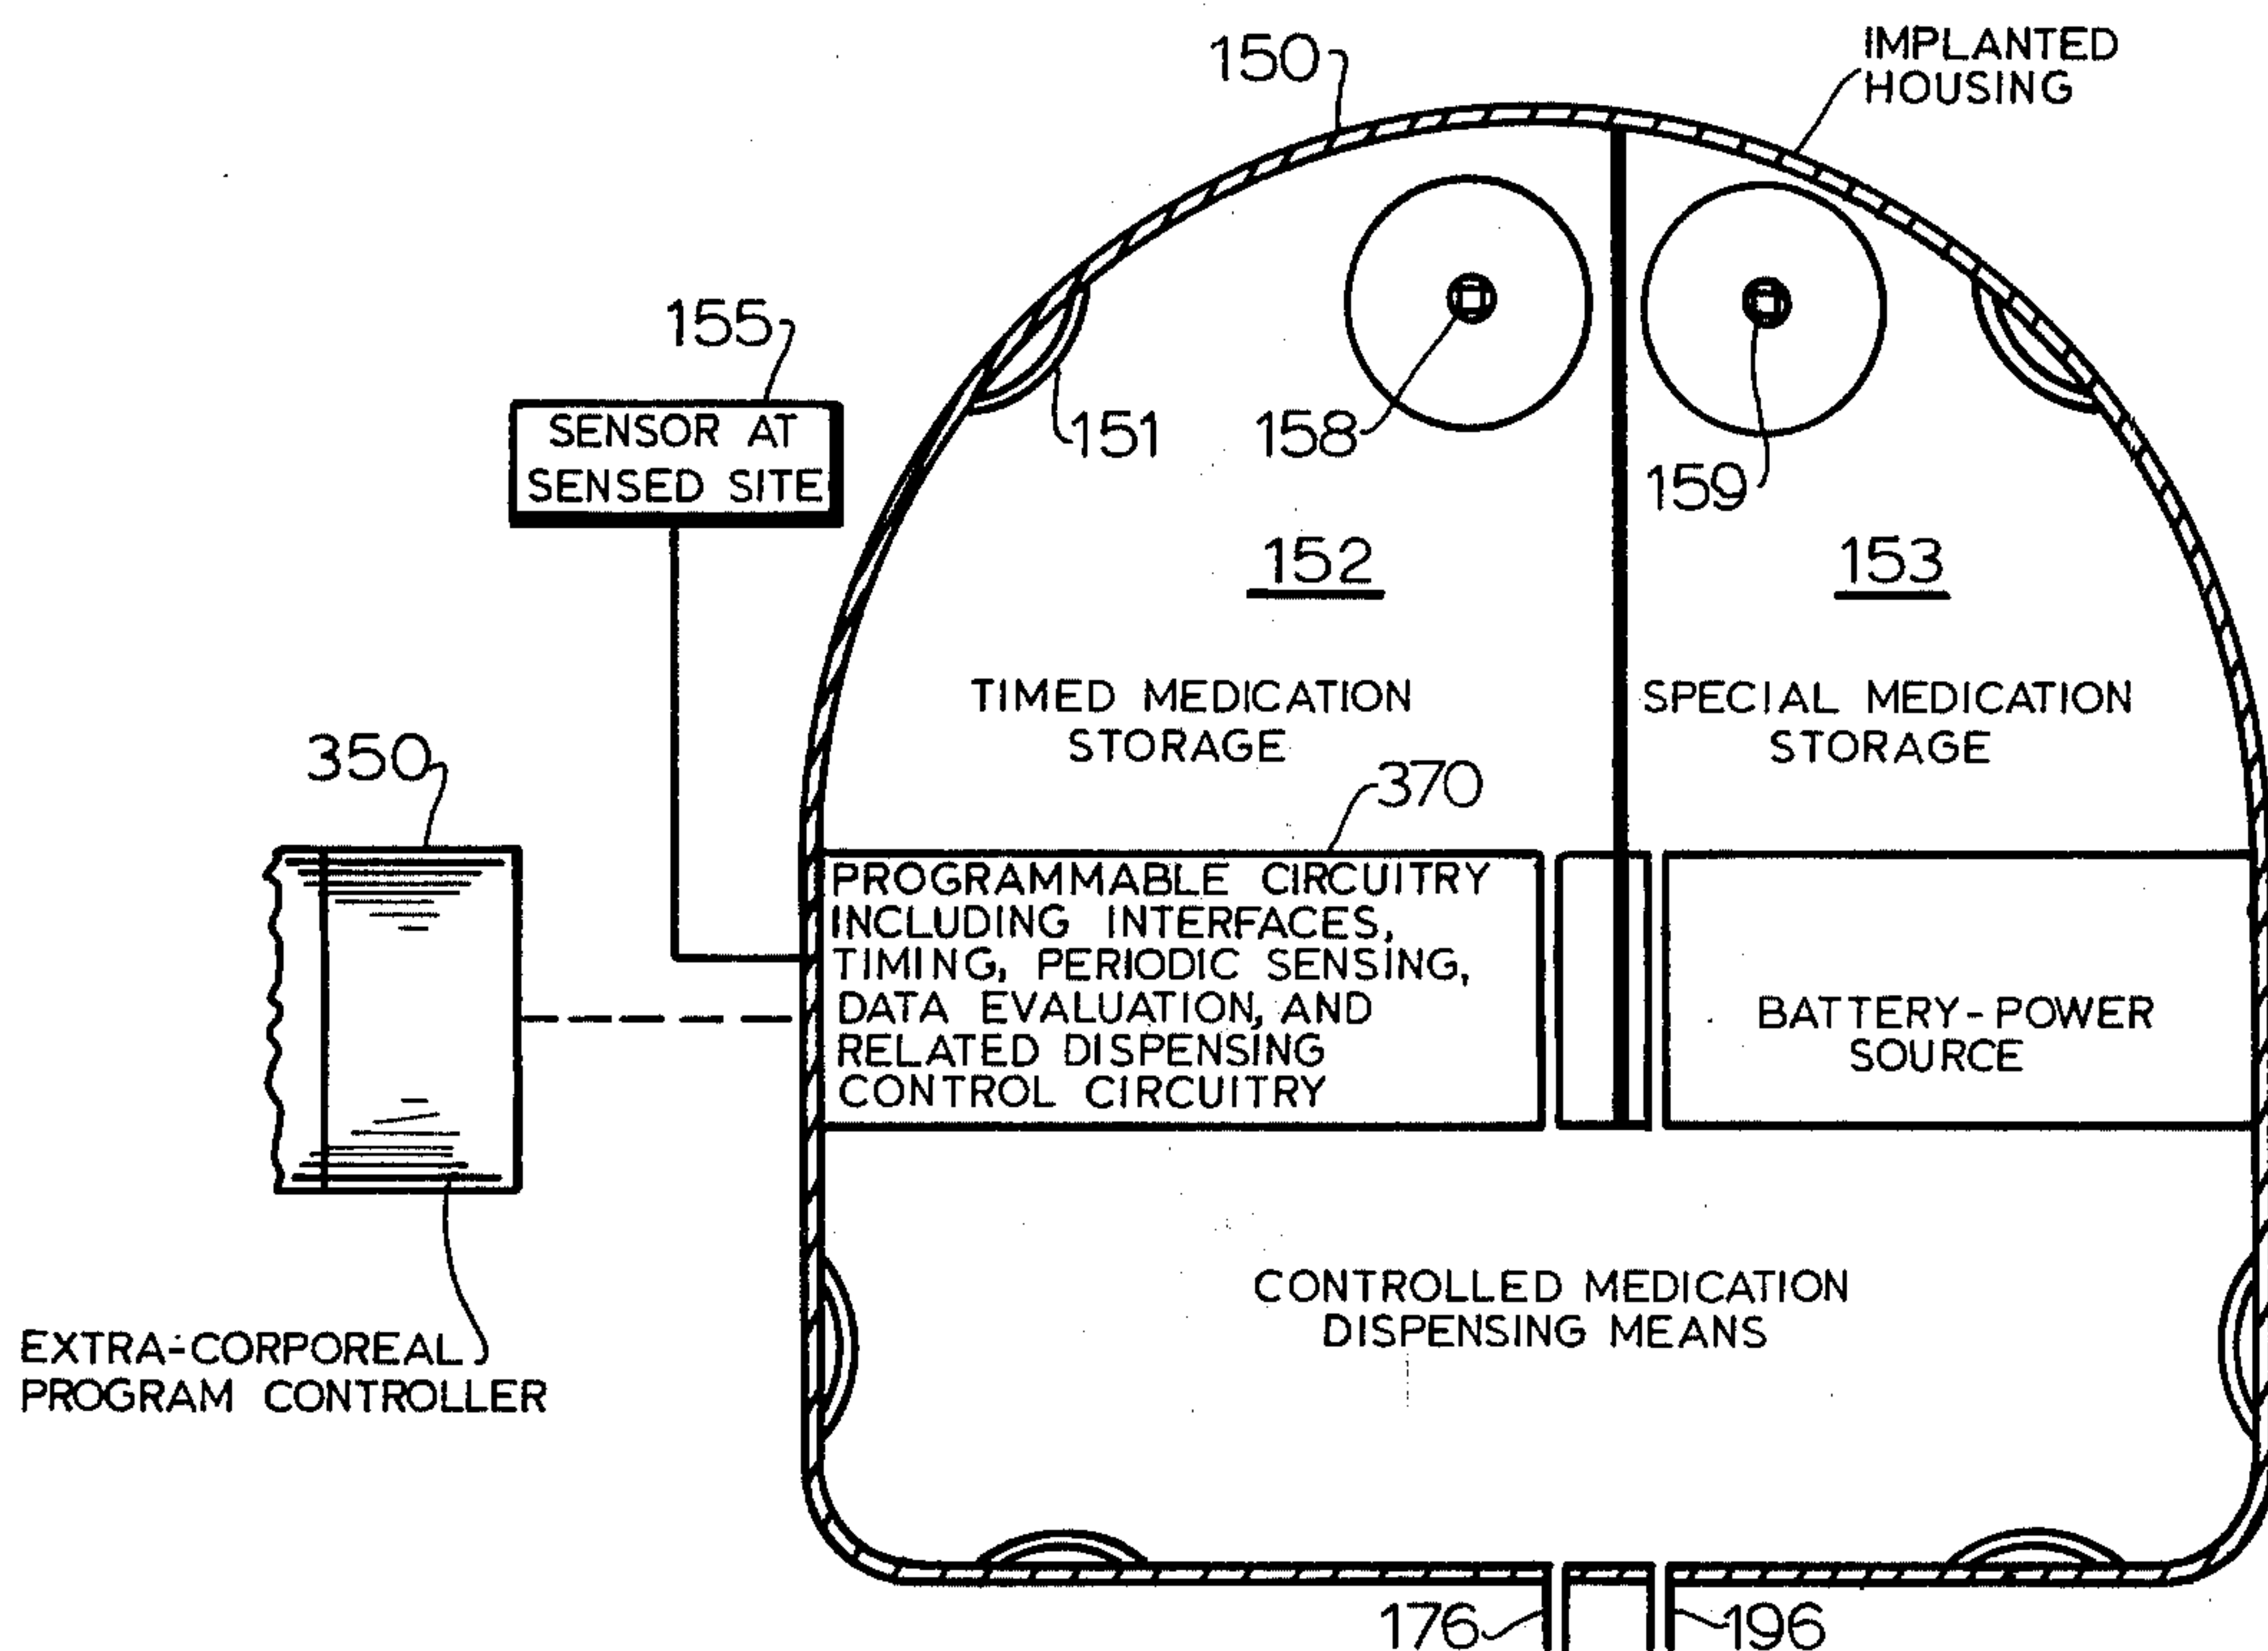 150
IMPLANTED
HOUSING
155
SENSOR AT
SENSED SITE
151
158
159
152
153
TIMED MEDICATION
STORAGE
SPECIAL MEDICATION
STORAGE
350
370
PROGRAMMABLE CIRCUITRY
INCLUDING INTERFACES,
TIMING, PERIODIC SENSING,
DATA EVALUATION, AND
RELATED DISPENSING
CONTROL CIRCUITRY
BATTERY-POWER
SOURCE
EXTRA-CORPOREAL
PROGRAM CONTROLLER
CONTROLLED MEDICATION
DISPENSING MEANS
176
196